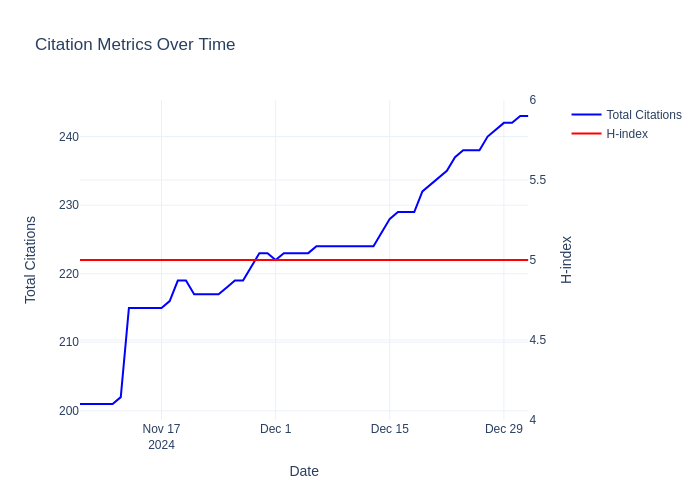 Citation Metrics Over Time
Total Citations
H-index
240
230
220
210
200
6
5.5
5
4.5
4
Nov 17
2024
Dec 1
Dec 15
Dec 29
Date
Total Citations
H-index